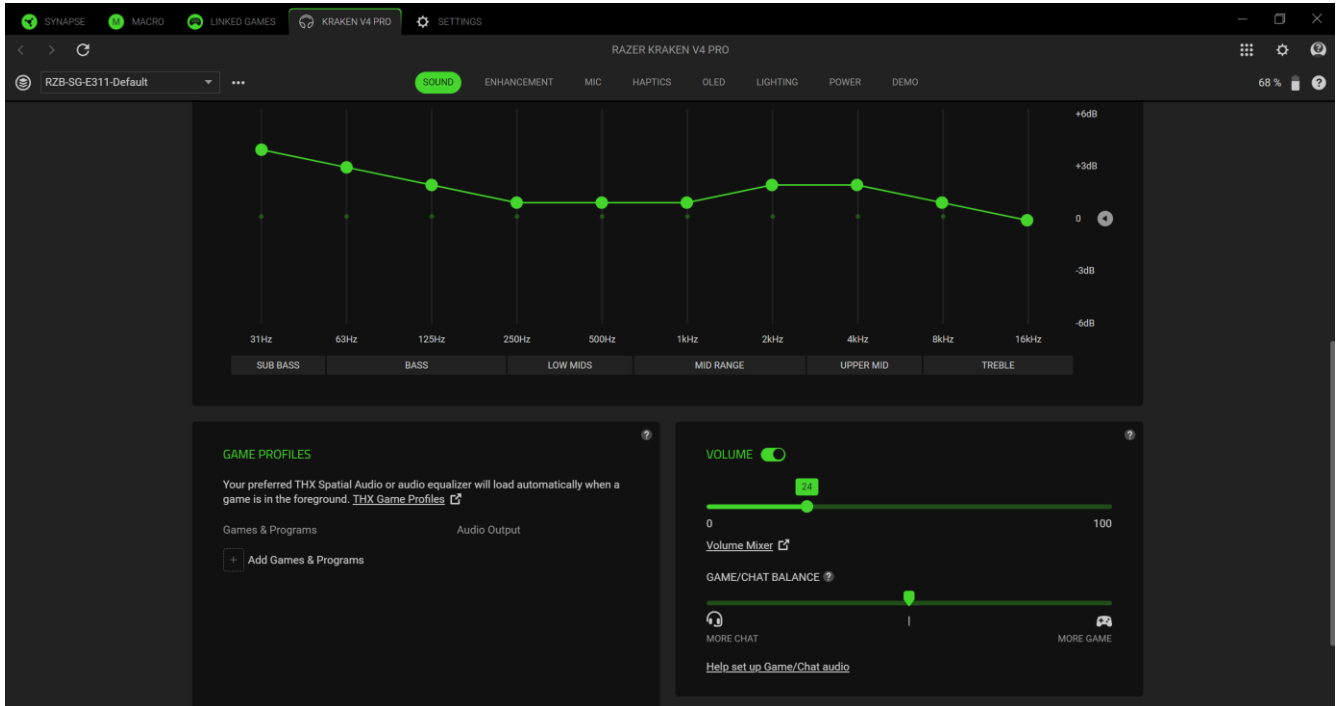 SYNAPSE MACRO LINKED GAMES KRAKEN V4 PRO SETTINGS
RAZER KRAKEN V4 PRO
RZB-SG-E311-Default SOUND ENHANCEMENT MIC HAPTICS OLED LIGHTING POWER DEMO 68 %
+6dB
+3dB
0
-3dB
-6dB
31Hz 63Hz 125Hz 250Hz 500Hz 1kHz 2kHz 4kHz 8kHz 16kHz
SUB BASS BASS LOW MIDS MID RANGE UPPER MID TREBLE
GAME PROFILES
Your preferred THX Spatial Audio or audio equalizer will load automatically when a
game is in the foreground. THX Game Profiles
Games & Programs Audio Output
+ Add Games & Programs
VOLUME
24
0 100
Volume Mixer
GAME/CHAT BALANCE
MORE CHAT MORE GAME
Help set up Game/Chat audio